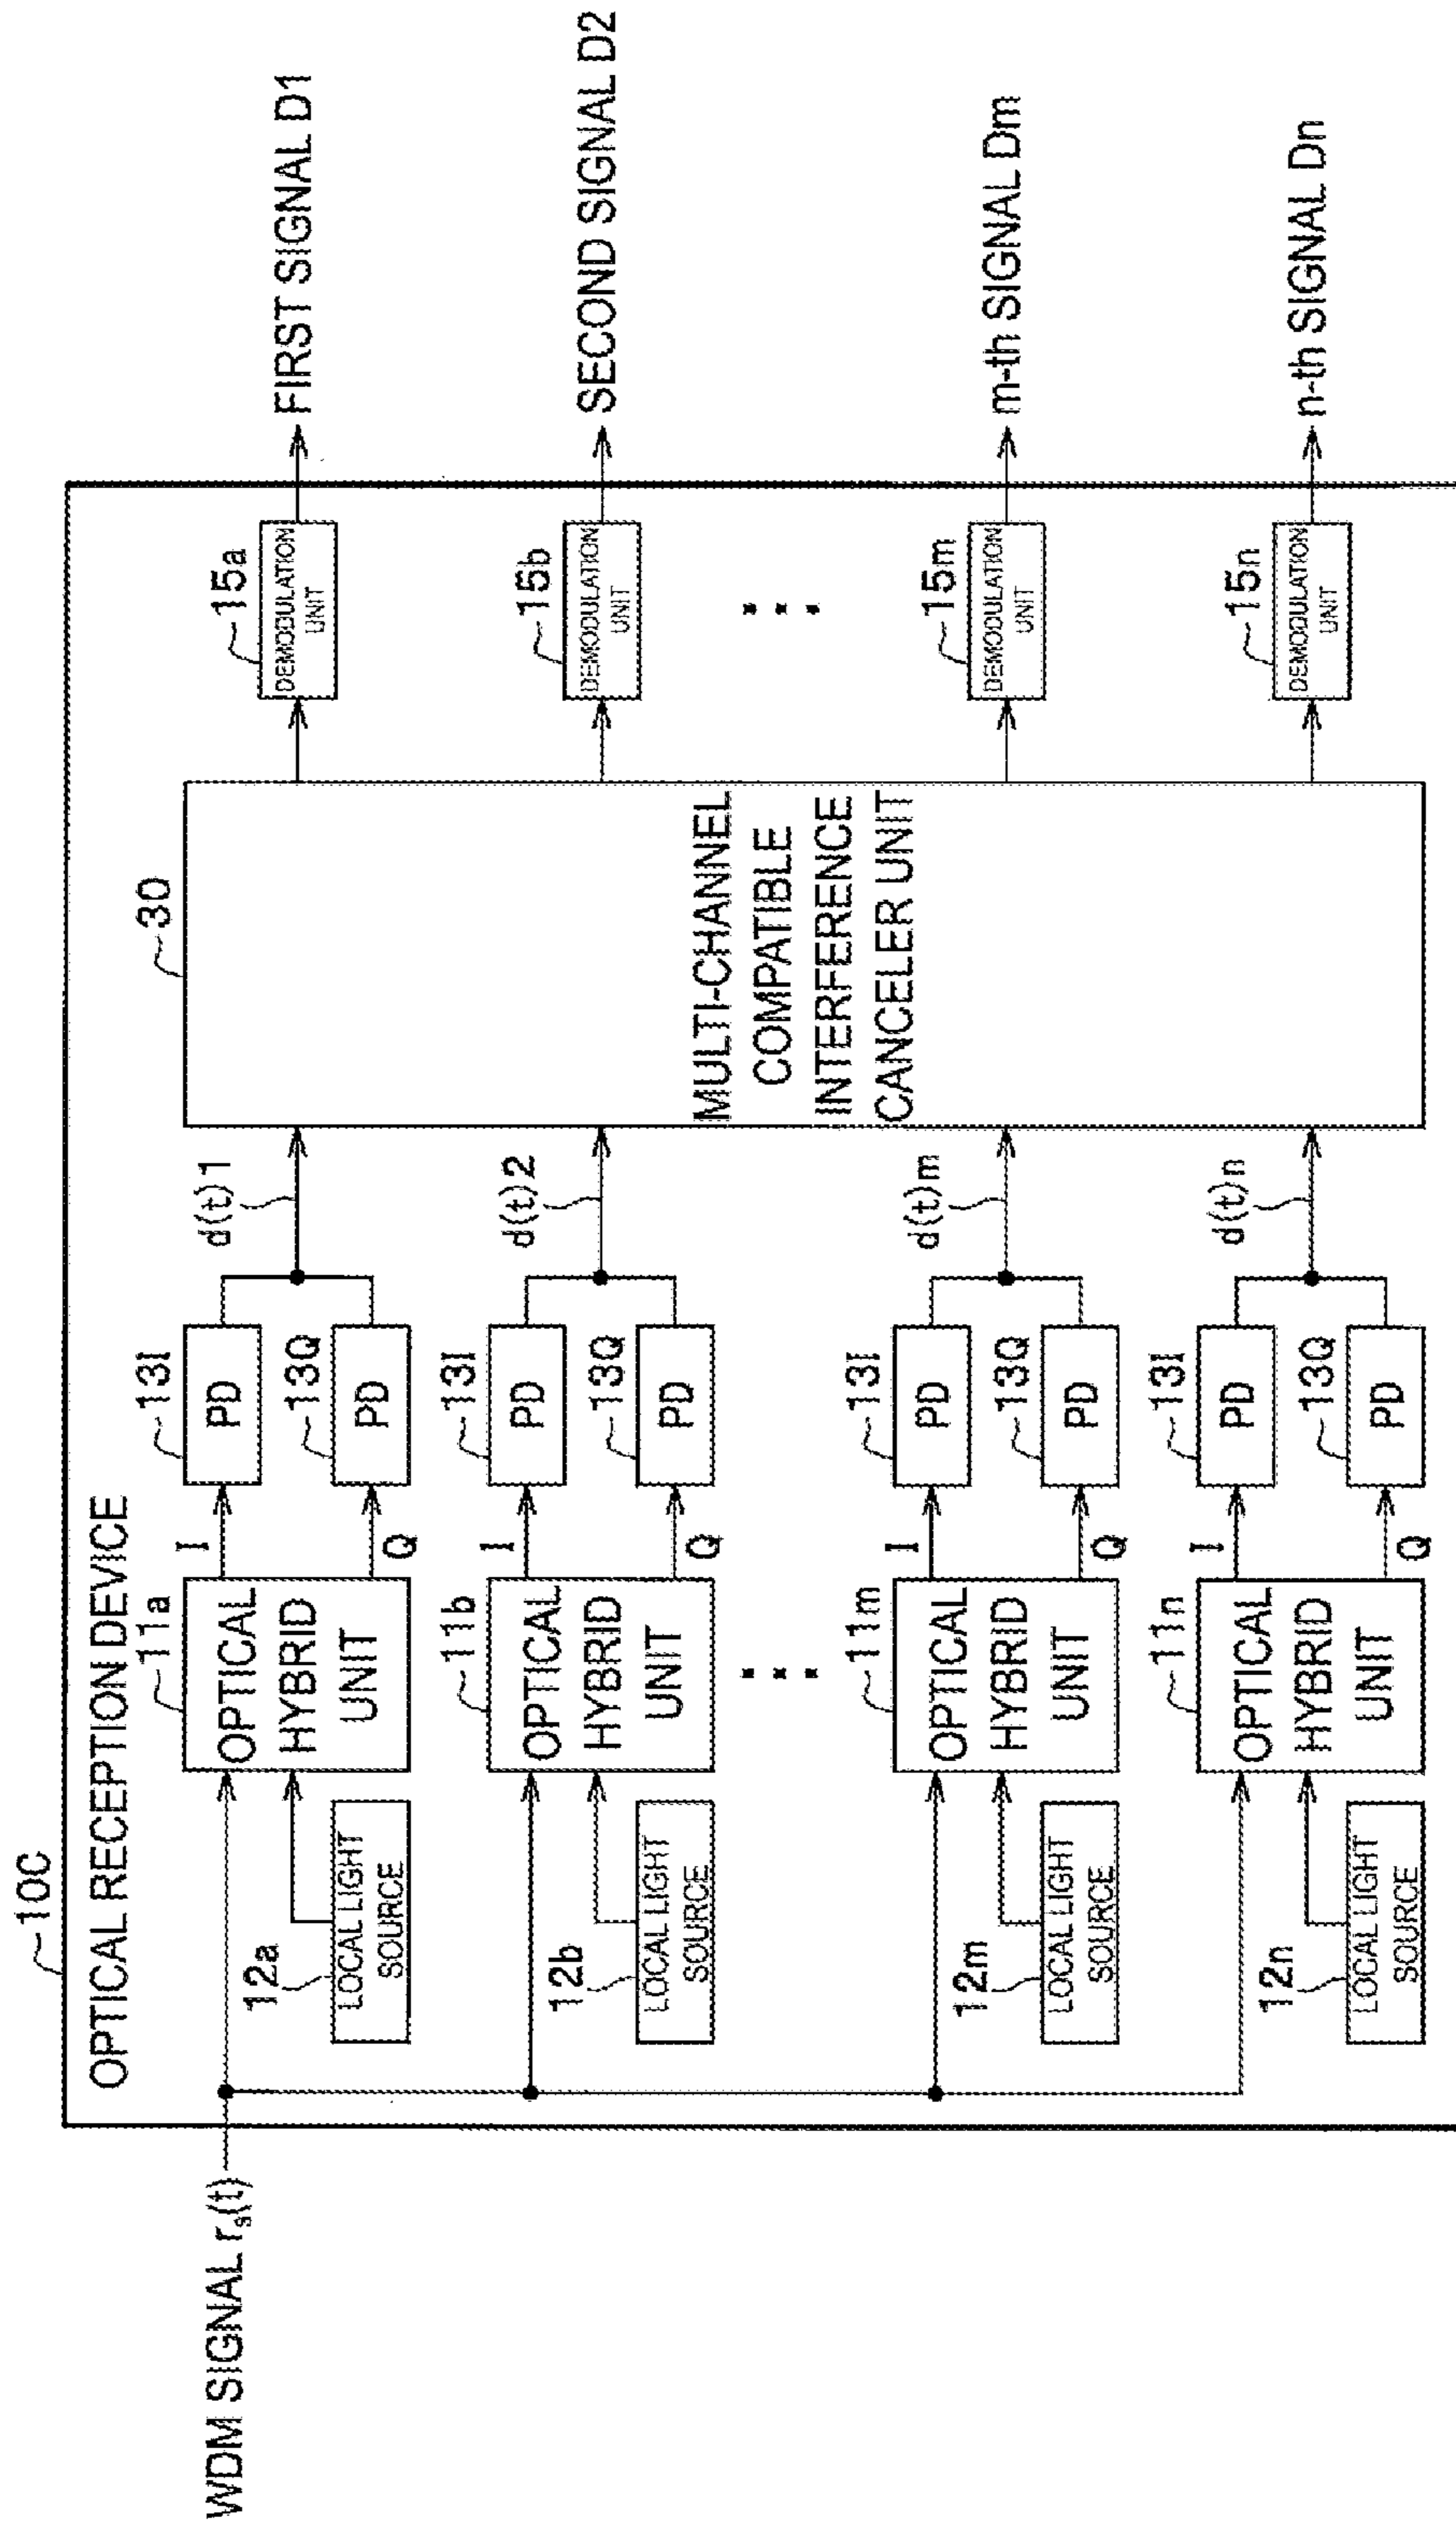 10C
OPTICAL RECEPTION DEVICE
WDM SIGNAL rs(t)
11a
OPTICAL
HYBRID
UNIT
12a
LOCAL LIGHT
SOURCE
I
Q
13I
PD
13Q
PD
d(t)1
11b
OPTICAL
HYBRID
UNIT
12b
LOCAL LIGHT
SOURCE
I
Q
13I
PD
13Q
PD
d(t)2
11m
OPTICAL
HYBRID
UNIT
12m
LOCAL LIGHT
SOURCE
I
Q
13I
PD
13Q
PD
d(t)m
11n
OPTICAL
HYBRID
UNIT
12n
LOCAL LIGHT
SOURCE
I
Q
13I
PD
13Q
PD
d(t)n
30
MULTI-CHANNEL
COMPATIBLE
INTERFERENCE
CANCELER UNIT
15a
DEMODULATION
UNIT
FIRST SIGNAL D1
15b
DEMODULATION
UNIT
SECOND SIGNAL D2
15m
DEMODULATION
UNIT
m-th SIGNAL Dm
15n
DEMODULATION
UNIT
n-th SIGNAL Dn